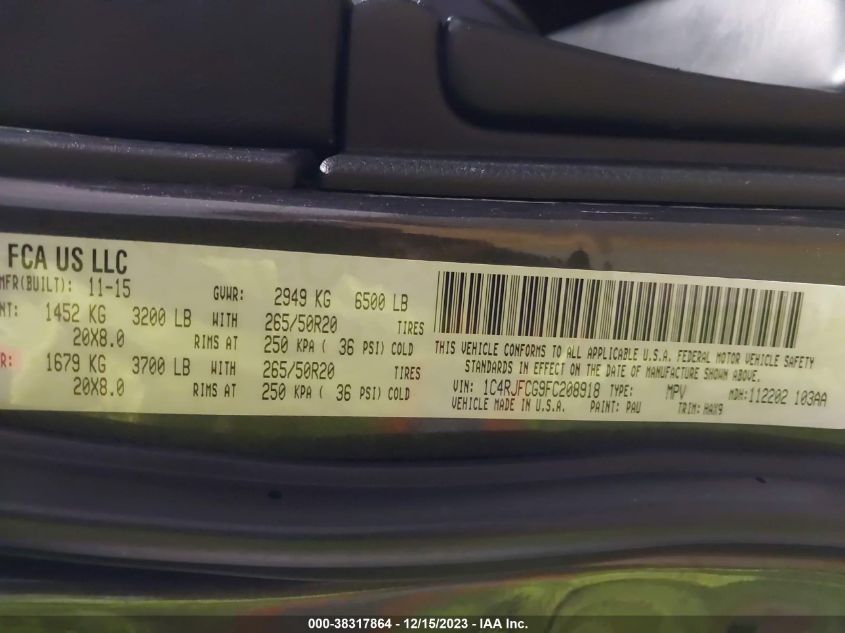 FCA US LLC
MFR(BUILT): 11-15 GVWR: 2949 KG 6500 LB
NT: 1452 KG 3200 LB WITH 265/50R20 TIRES
20X8.0 RIMS AT 250 KPA ( 36 PSI) COLD
R: 1679 KG 3700 LB WITH 265/50R20 TIRES
20X8.0 RIMS AT 250 KPA ( 36 PSI) COLD
THIS VEHICLE CONFORMS TO ALL APPLICABLE U.S.A. FEDERAL MOTOR VEHICLE SAFETY
STANDARDS IN EFFECT ON THE DATE OF MANUFACTURE SHOWN ABOVE.
VIN: 1C4RJFCG9FC208918 TYPE: MPV MDH:112202 103AA
VEHICLE MADE IN U.S.A. PAINT: PAU TRIM: HAX9
000-38317864 - 12/15/2023 - IAA Inc.